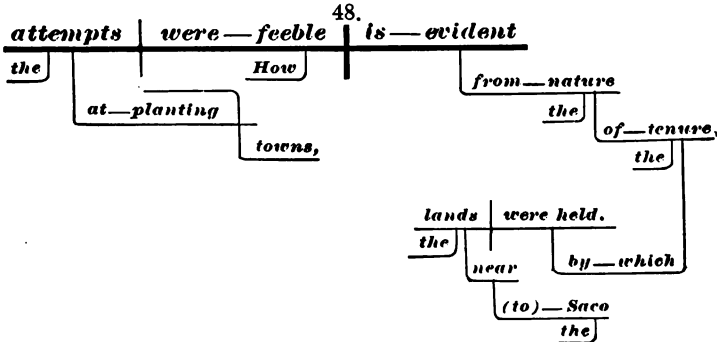 48.
attempts were—feeble is—evident
the How from—nature
at—planting the of—tenure,
towns, the
lands were held.
the near by—which
(to)—Saco
the